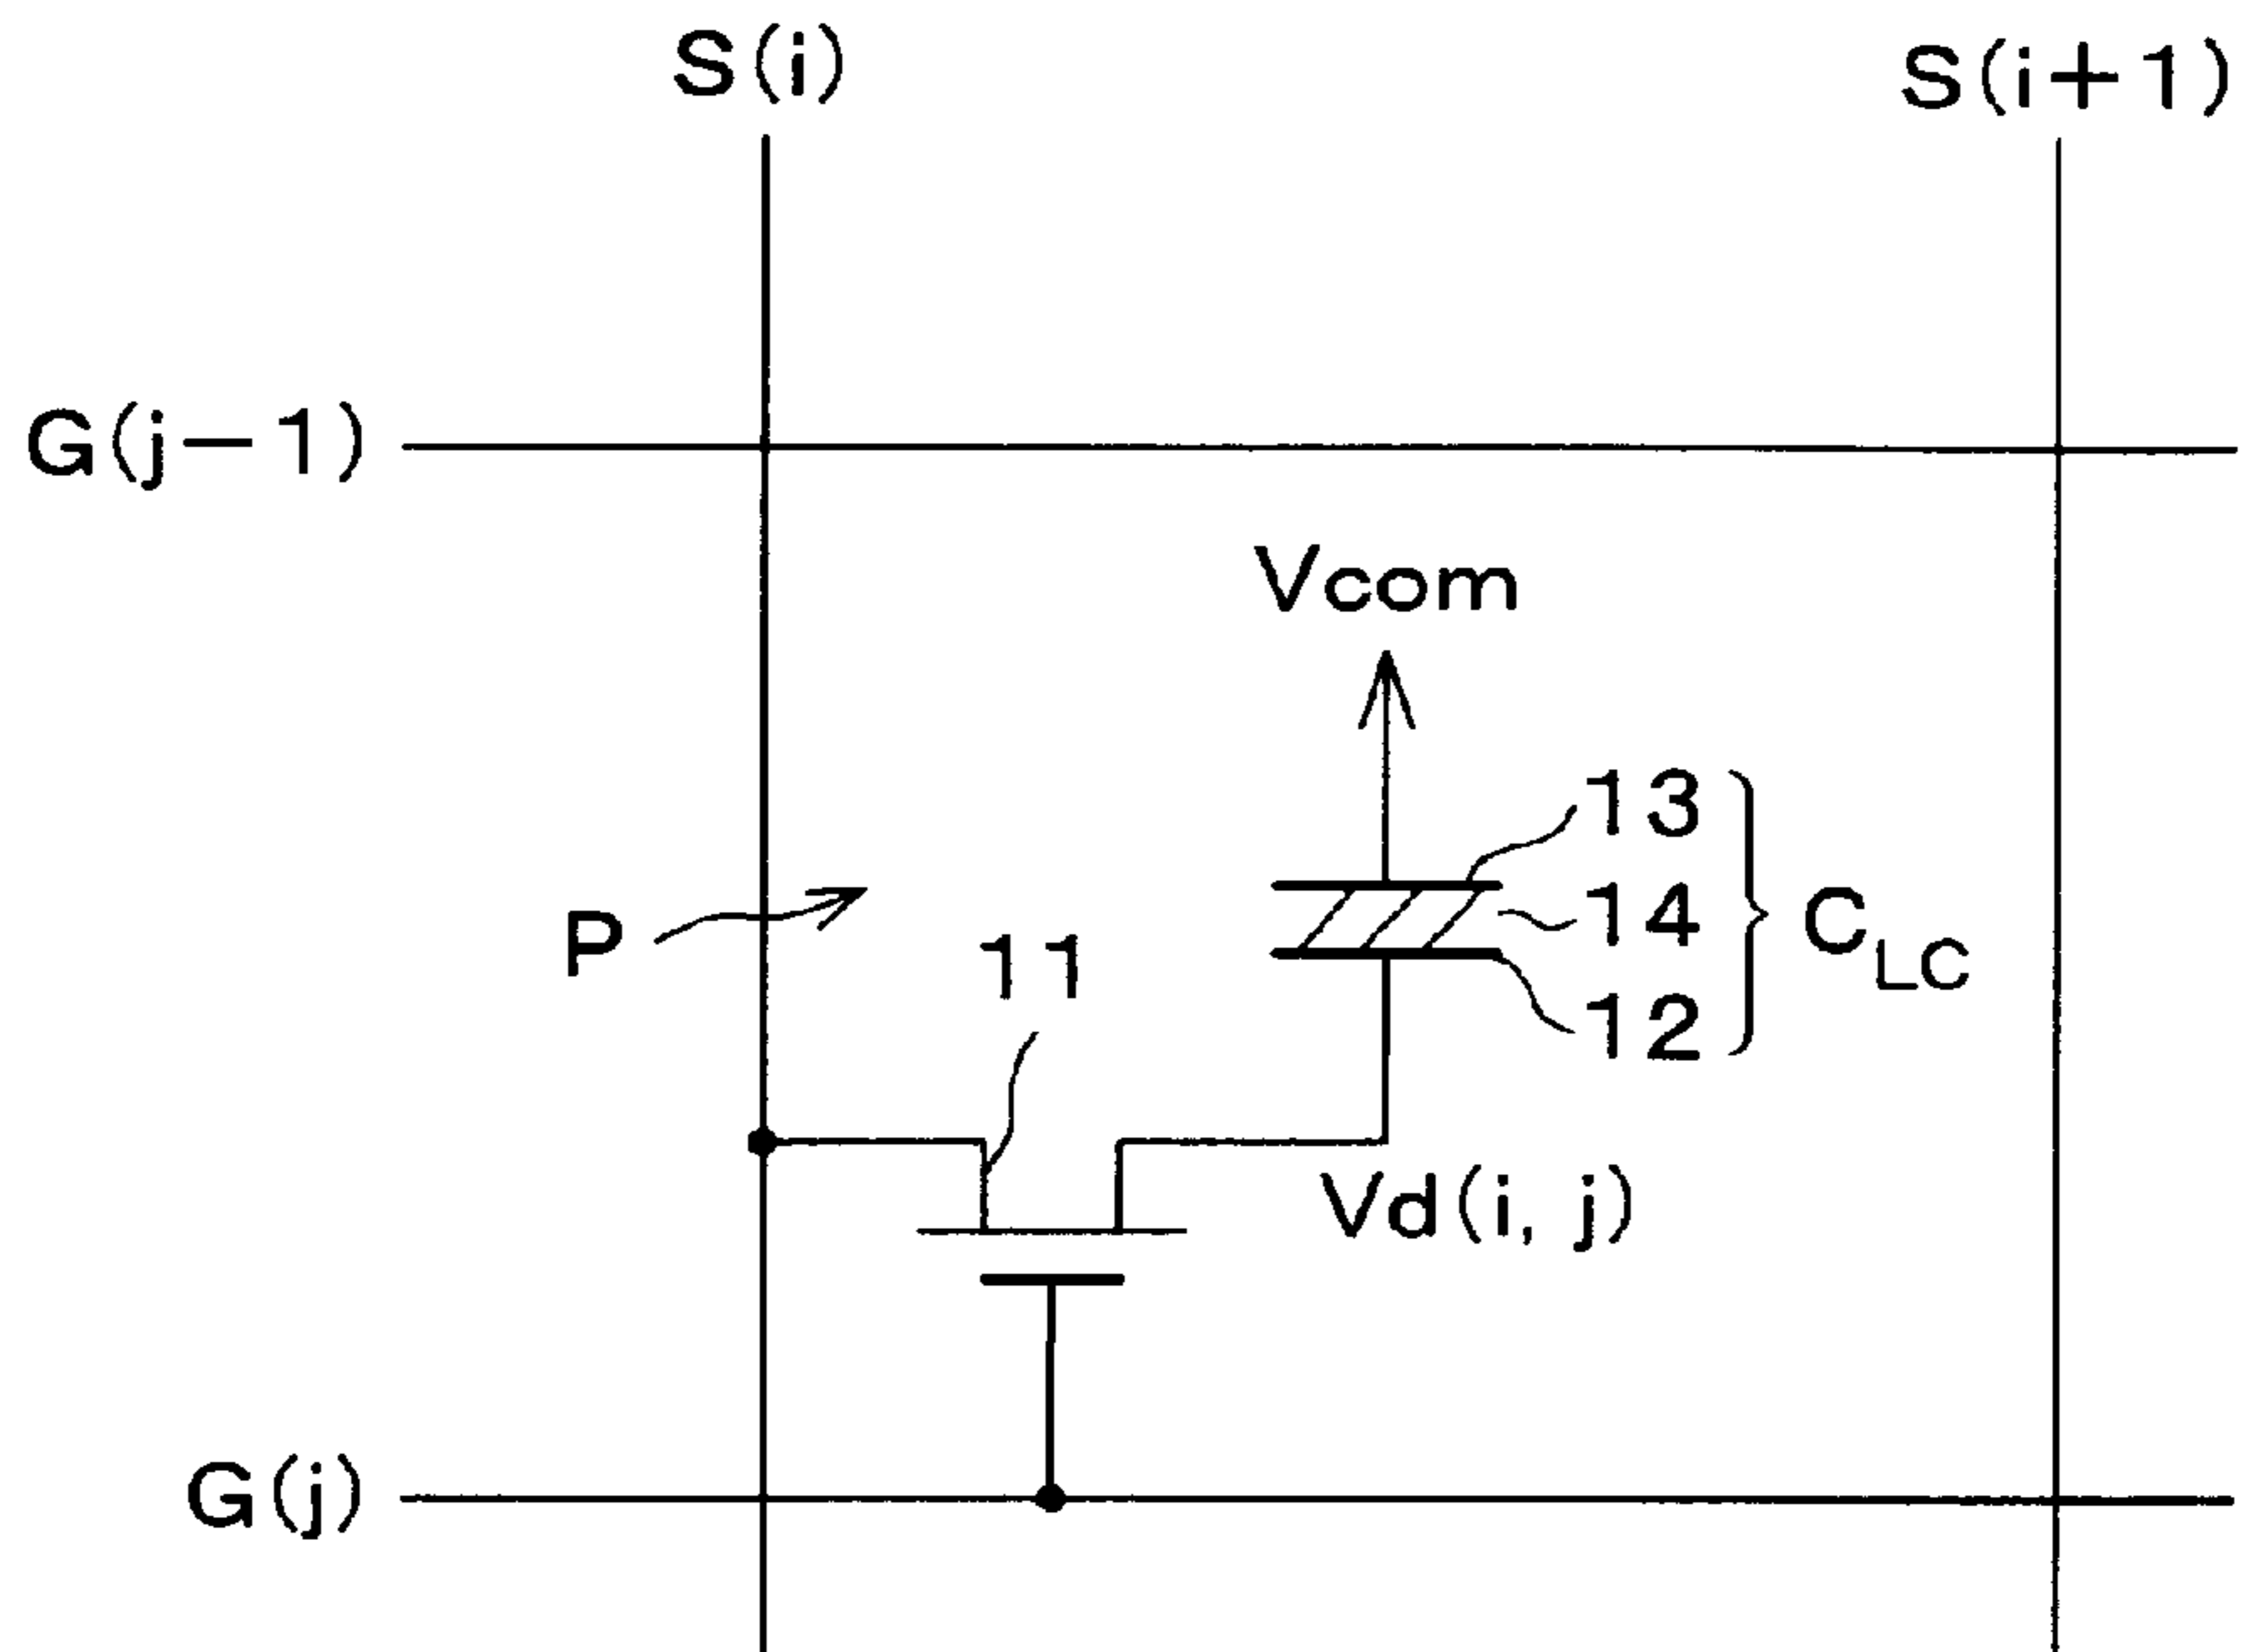 S(i)
S(i+1)
G(j-1)
Vcom
13
14
12
C_LC
P
11
Vd(i, j)
G(j)